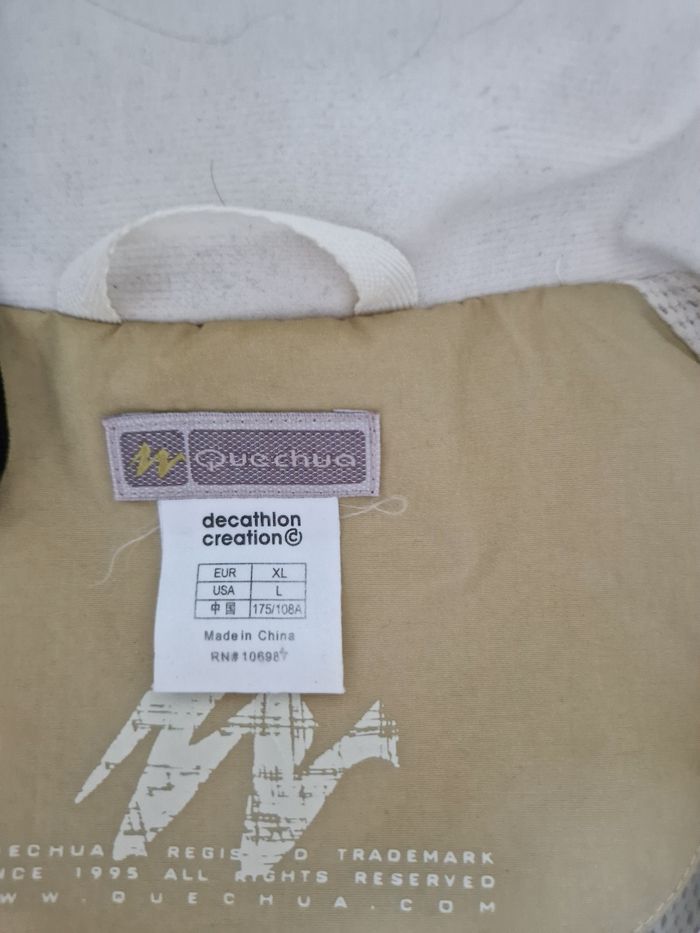 Quechua
decathlon
creation
EUR XL
USA L
中国 175/108A
Made in China
RN#10698
ECHUA REGIS D TRADEMARK
NCE 1995 ALL RIGHTS RESERVED
W W . Q U E C H U A . C O M